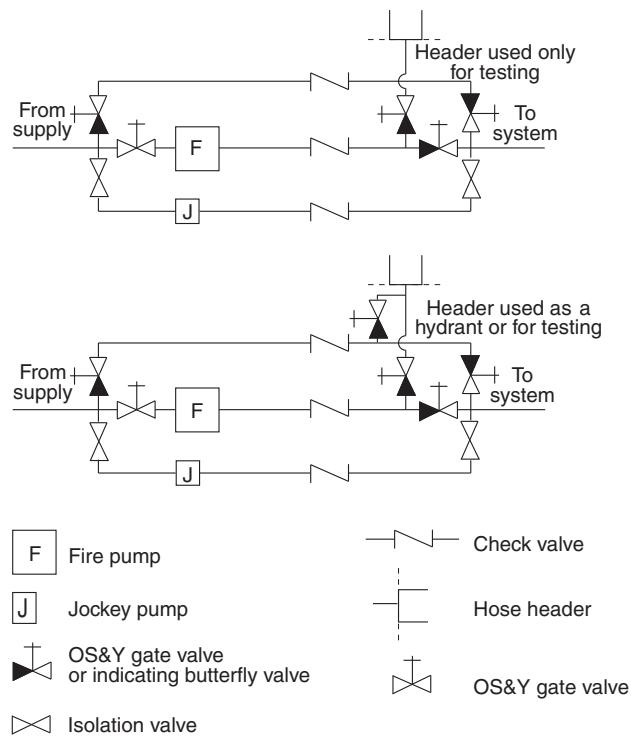 Header used only
for testing
From
supply
To
system
F
J
Header used as a
hydrant or for testing
From
supply
To
system
F
J
F Fire pump
Check valve
J Jockey pump
Hose header
OS&Y gate valve
or indicating butterfly valve
OS&Y gate valve
Isolation valve